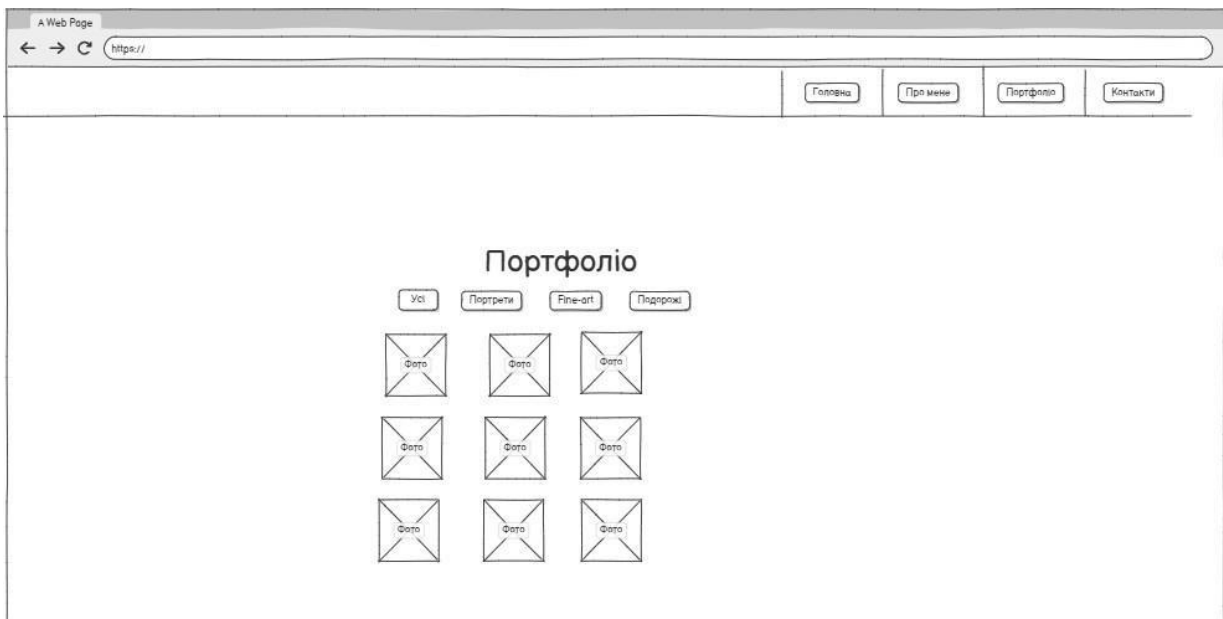 A Web Page
https://
Головна Про мене Портфоліо Контакти
Портфоліо
Усі Портрети Fine-art Подорожі
Фото Фото Фото
Фото Фото Фото
Фото Фото Фото